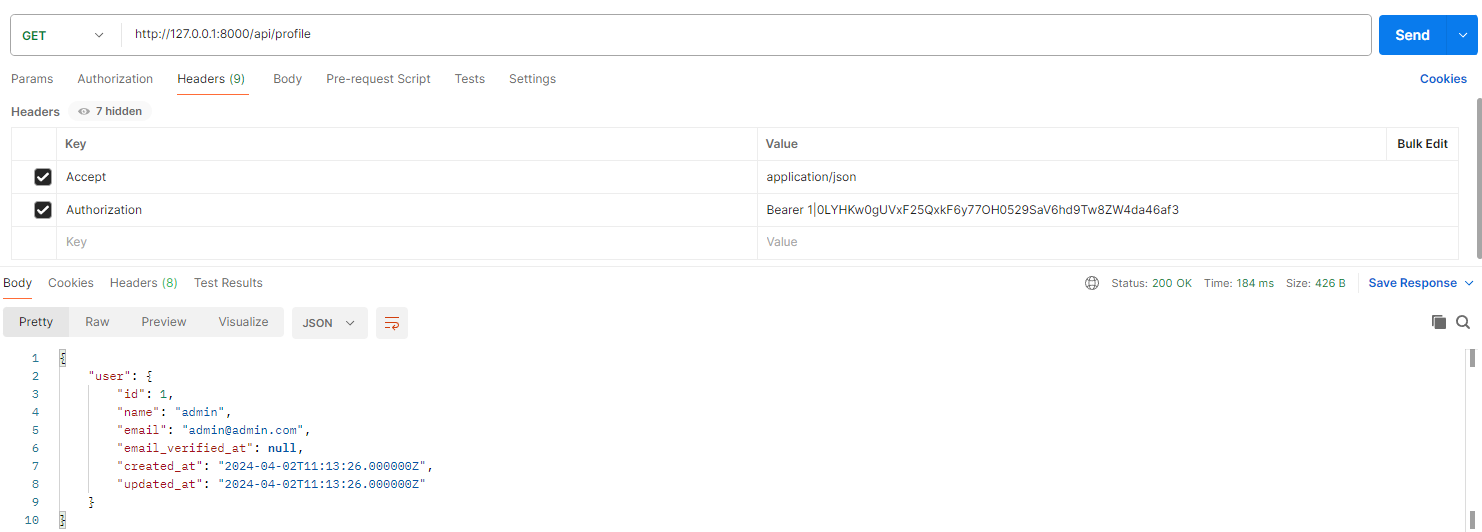 GET http://127.0.0.1:8000/api/profile Send
Params Authorization Headers (9) Body Pre-request Script Tests Settings Cookies
Headers 7 hidden
Key Value Bulk Edit
Accept application/json
Authorization Bearer 1|0LYHKw0gUVxF25QxkF6y77OH0529SaV6hd9Tw8ZW4da46af3
Key Value
Body Cookies Headers (8) Test Results Status: 200 OK Time: 184 ms Size: 426 B Save Response
Pretty Raw Preview Visualize JSON
1 {
2 "user": {
3 "id": 1,
4 "name": "admin",
5 "email": "admin@admin.com",
6 "email_verified_at": null,
7 "created_at": "2024-04-02T11:13:26.000000Z",
8 "updated_at": "2024-04-02T11:13:26.000000Z"
9 }
10 }